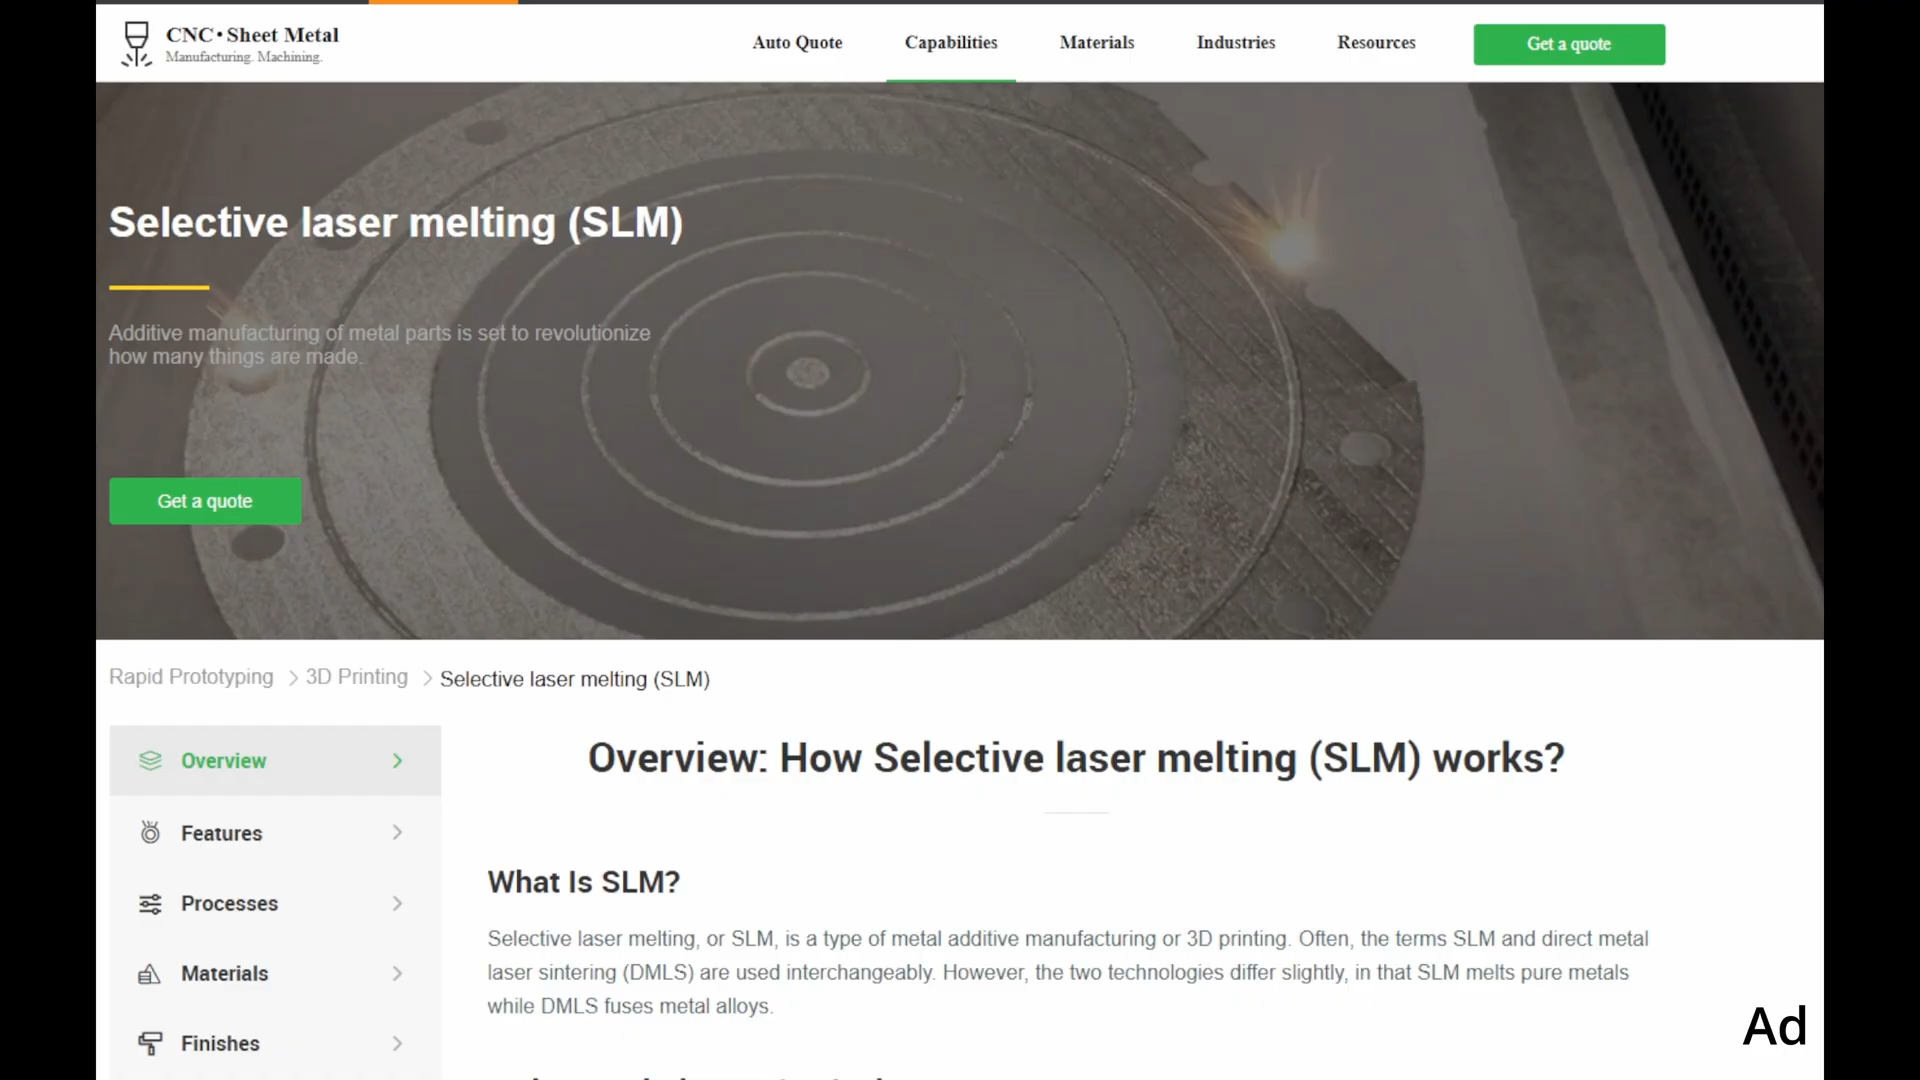 CNC•Sheet Metal
Manufacturing. Machining.
Auto Quote
Capabilities
Materials
Industries
Resources
Get a quote
Selective laser melting (SLM)
Additive manufacturing of metal parts is set to revolutionize
how many things are made.
Get a quote
Rapid Prototyping
3D Printing
Selective laser melting (SLM)
Overview
Features
Processes
Materials
Finishes
Overview: How Selective laser melting (SLM) works?
What Is SLM?
Selective laser melting, or SLM, is a type of metal additive manufacturing or 3D printing. Often, the terms SLM and direct metal
laser sintering (DMLS) are used interchangeably. However, the two technologies differ slightly, in that SLM melts pure metals
while DMLS fuses metal alloys.
Ad